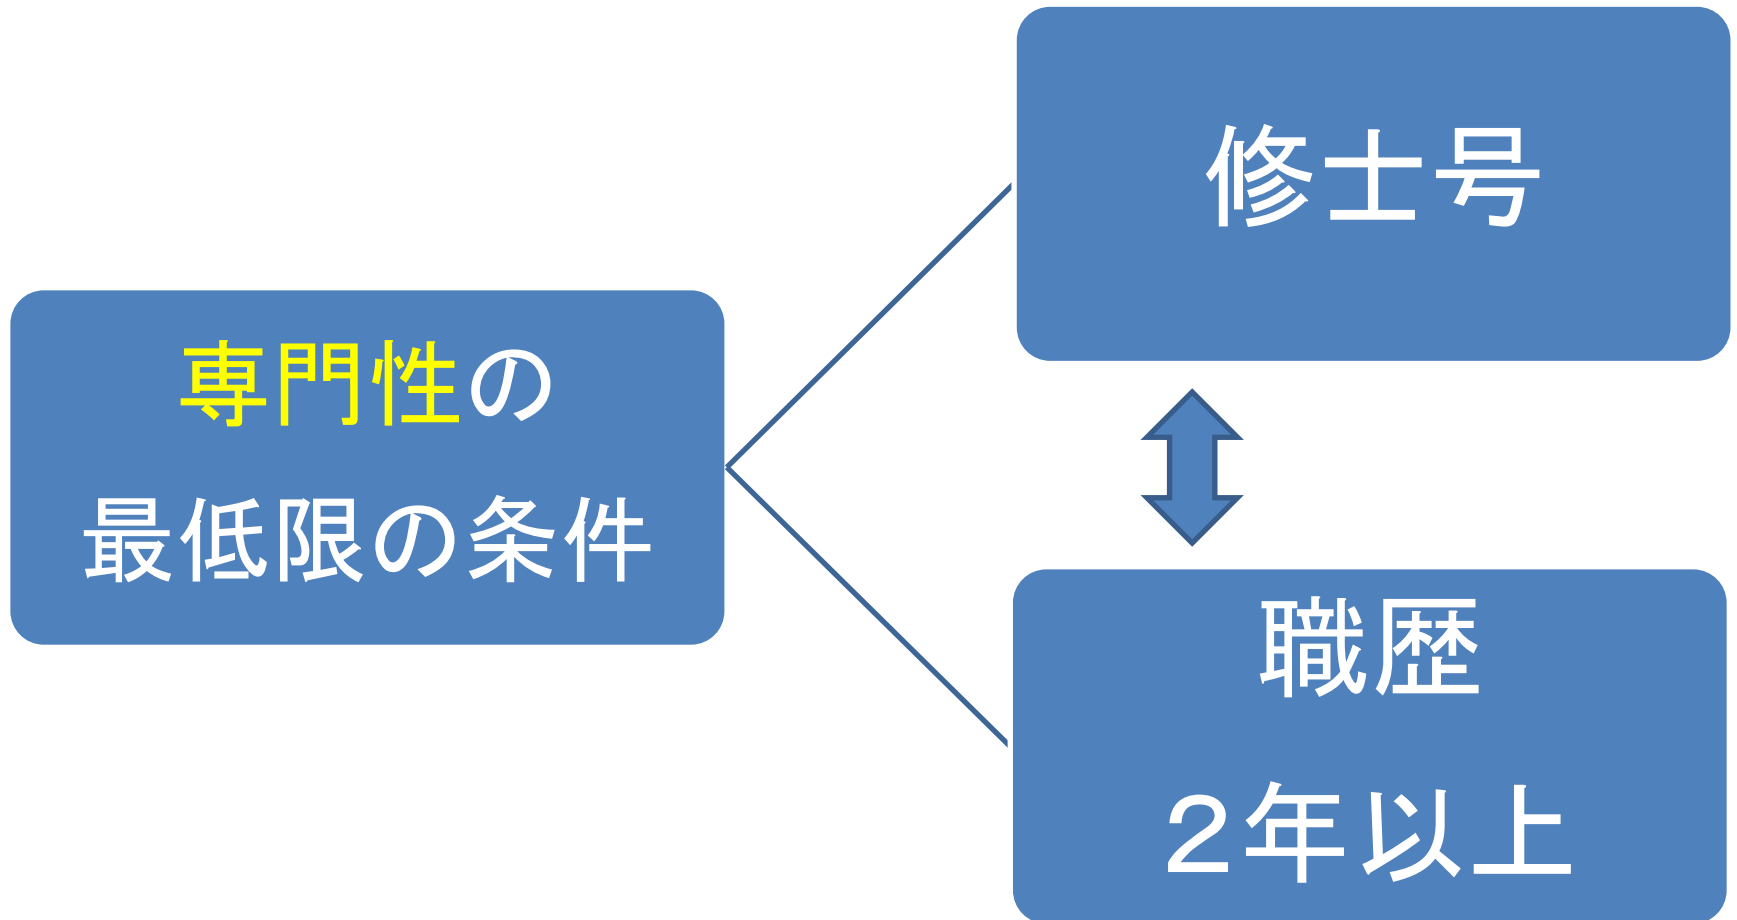 専門性の
最低限の条件
修士号
職歴
２年以上